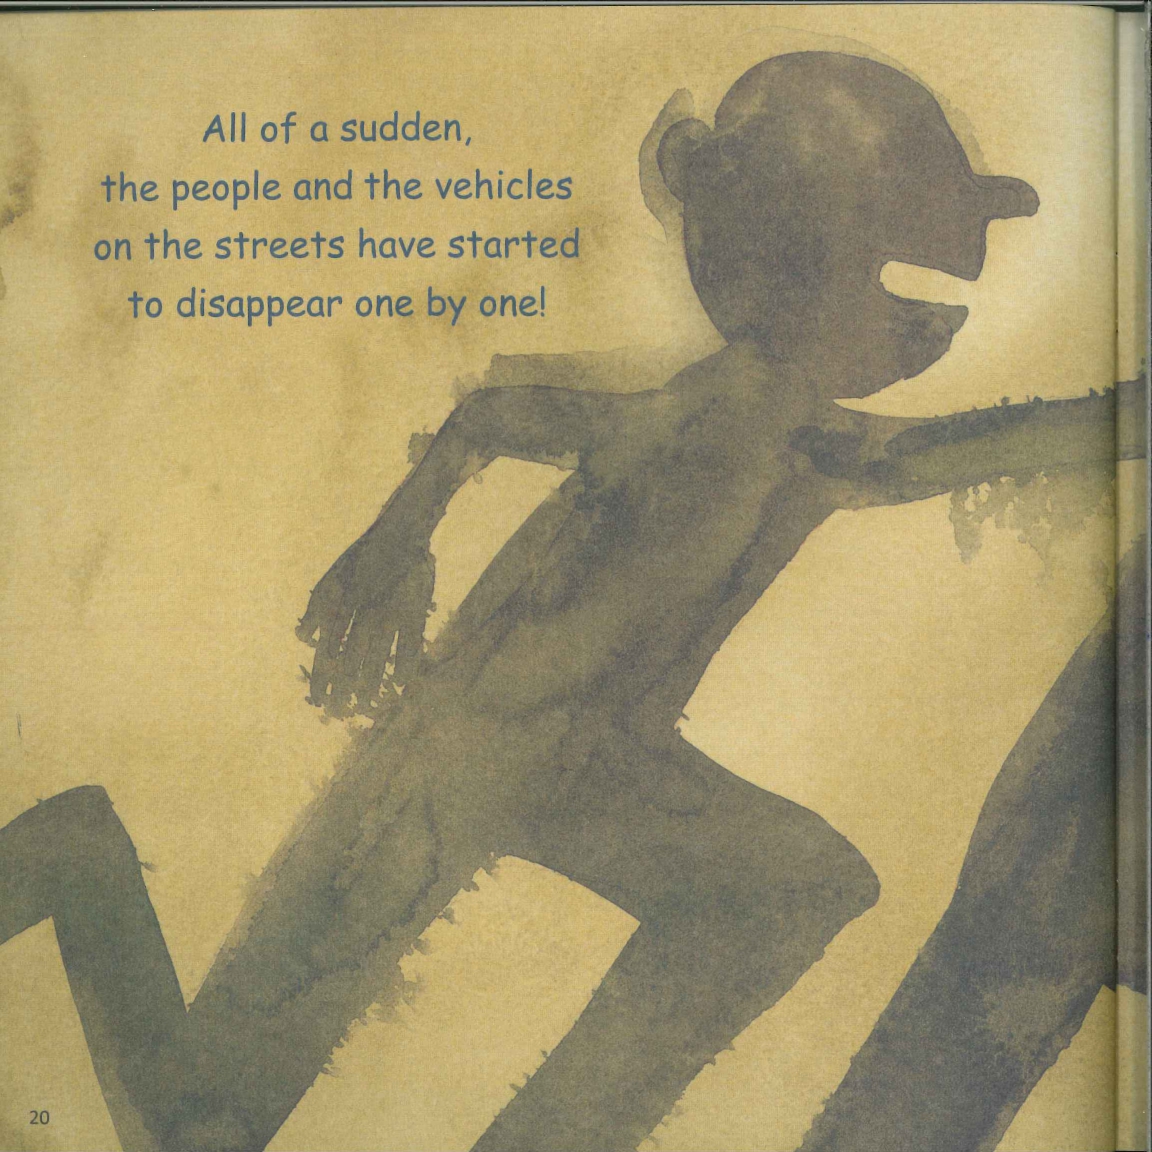 All of a sudden,
the people and the vehicles
on the streets have started
to disappear one by one!
20